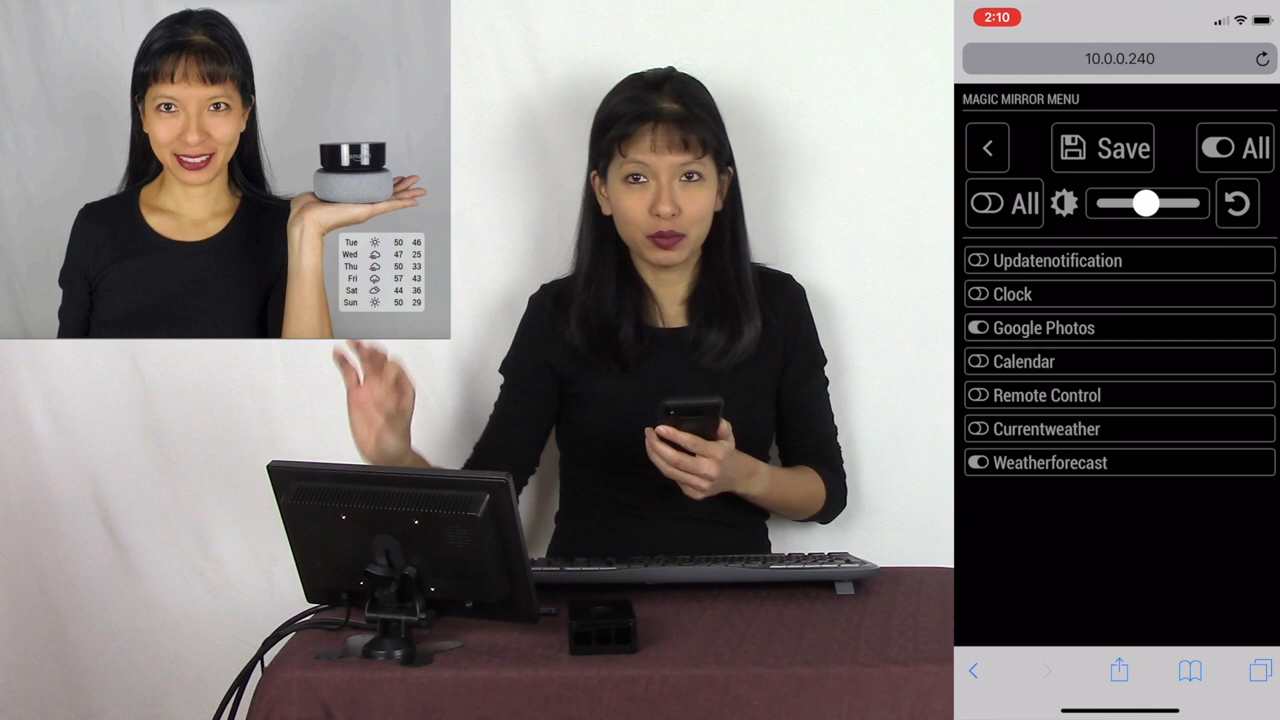 Tue 50 46
Wed 47 25
Thu 50 33
Fri 57 43
Sat 44 36
Sun 50 29
2:10
10.0.0.240
MAGIC MIRROR MENU
Save
All
All
Updatenotification
Clock
Google Photos
Calendar
Remote Control
Currentweather
Weatherforecast